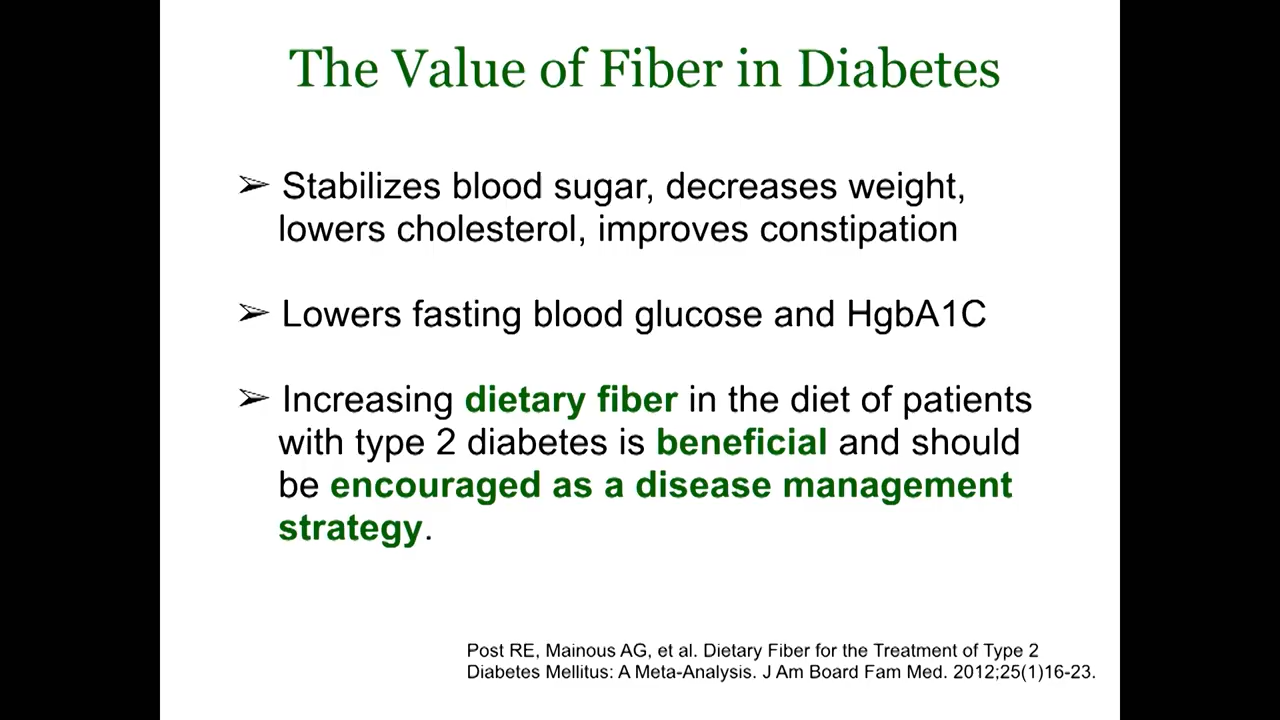 The Value of Fiber in Diabetes
➢ Stabilizes blood sugar, decreases weight,
lowers cholesterol, improves constipation
➢ Lowers fasting blood glucose and HgbA1C
➢ Increasing dietary fiber in the diet of patients
with type 2 diabetes is beneficial and should
be encouraged as a disease management
strategy.
Post RE, Mainous AG, et al. Dietary Fiber for the Treatment of Type 2
Diabetes Mellitus: A Meta-Analysis. J Am Board Fam Med. 2012;25(1)16-23.